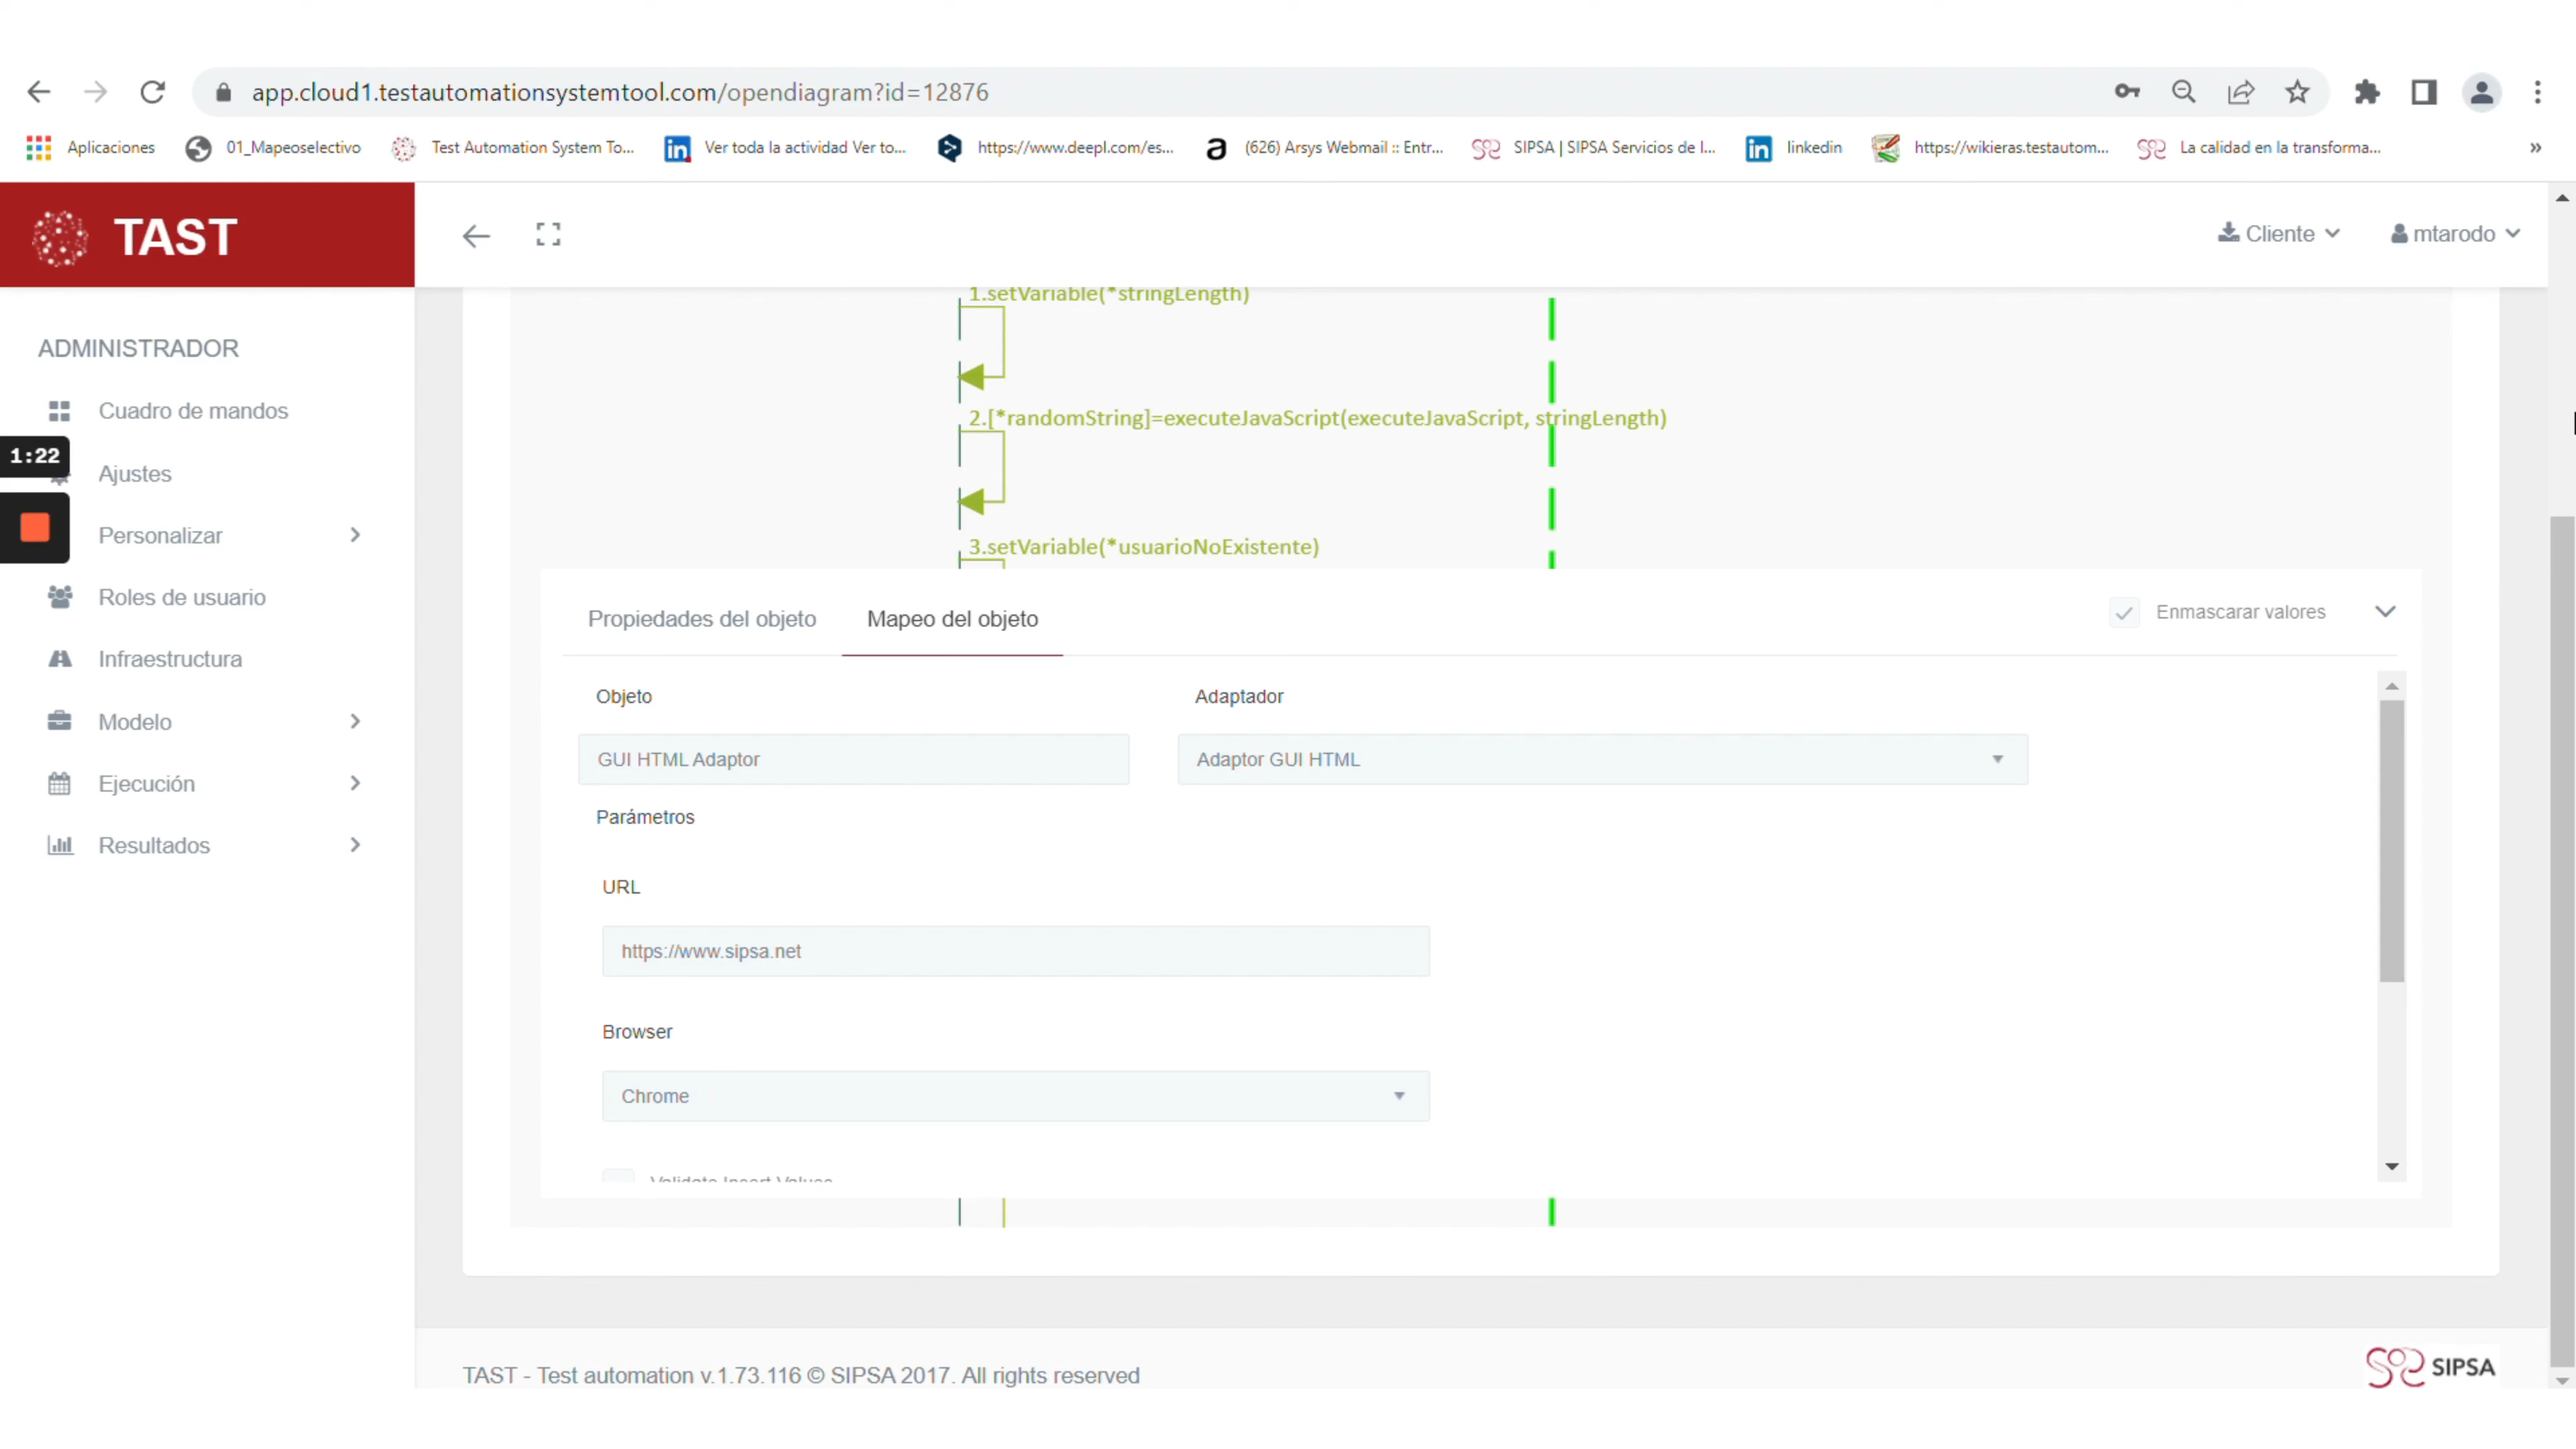 app.cloud1.testautomationsystemtool.com/opendiagram?id=12876
Aplicaciones 01_Mapeoselectivo Test Automation System To... Ver toda la actividad Ver to... https://www.deepl.com/es... (626) Arsys Webmail :: Entr... SIPSA | SIPSA Servicios de I... linkedin https://wikieras.testautom... La calidad en la transforma... »
TAST
Cliente
mtarodo
ADMINISTRADOR
Cuadro de mandos
1:22
Ajustes
Personalizar
Roles de usuario
Infraestructura
Modelo
Ejecución
Resultados
1.setVariable(*stringLength)
2.[*randomString]=executeJavaScript(executeJavaScript, stringLength)
3.setVariable(*usuarioNoExistente)
Propiedades del objeto Mapeo del objeto Enmascarar valores
Objeto Adaptador
GUI HTML Adaptor Adaptor GUI HTML
Parámetros
URL
https://www.sipsa.net
Browser
Chrome
Validate Insert Values
TAST - Test automation v.1.73.116 © SIPSA 2017. All rights reserved
SIPSA